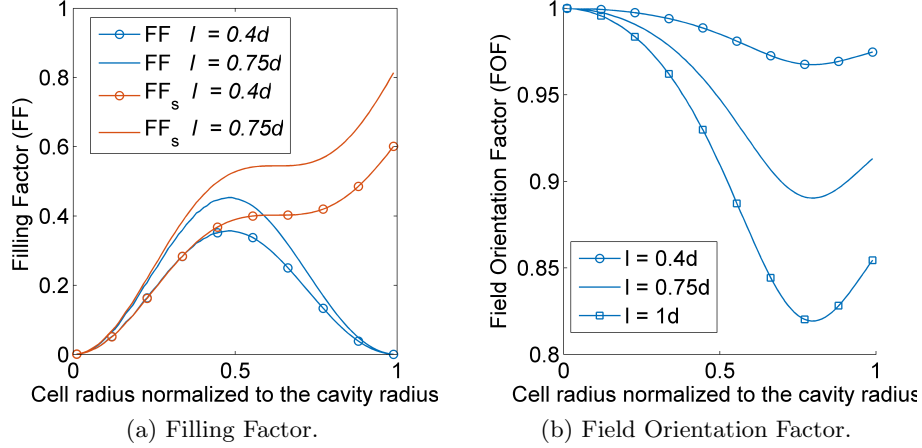 (a)
1
0.8
0.6
0.4
0.2
0
Filling Factor (FF)
FF l = 0.4d
FF l = 0.75d
FFs l = 0.4d
FFs l = 0.75d
0 0.5 1
Cell radius normalized to the cavity radius
(a) Filling Factor.
(b)
1
0.95
0.9
0.85
0.8
Field Orientation Factor (FOF)
l = 0.4d
l = 0.75d
l = 1d
0 0.5 1
Cell radius normalized to the cavity radius
(b) Field Orientation Factor.